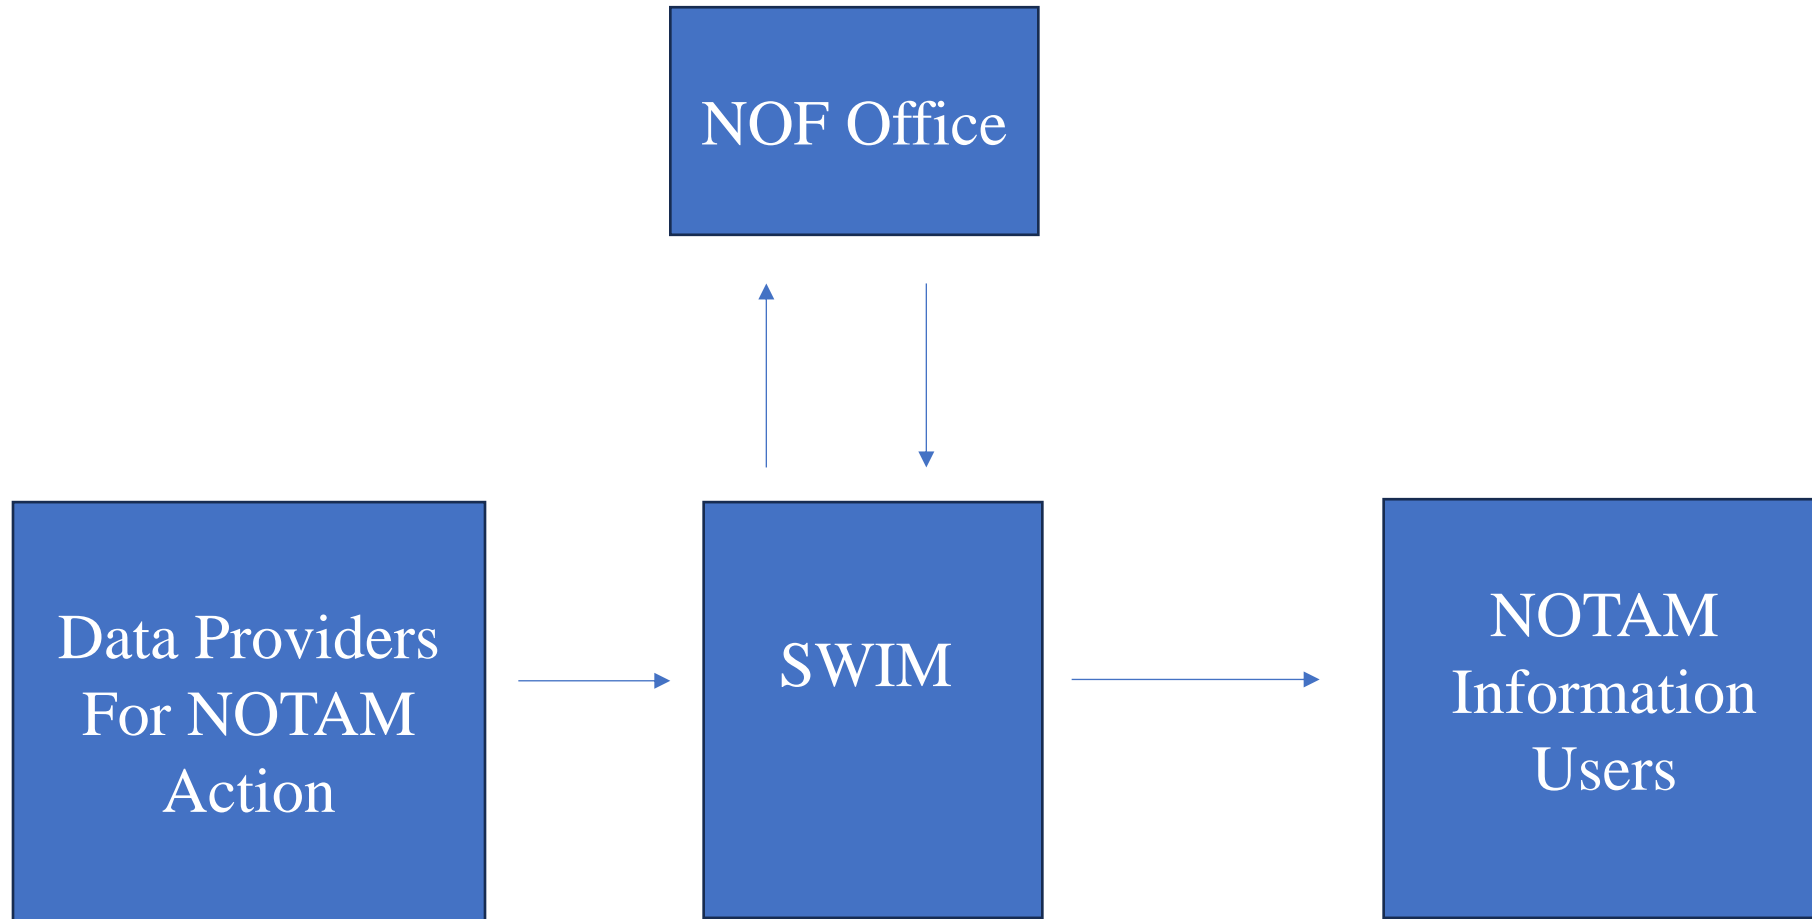 NOF Office
Data Providers
For NOTAM
Action
SWIM
NOTAM
Information
Users